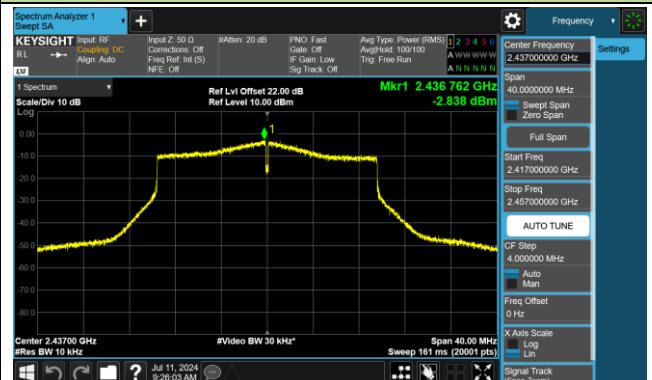 Spectrum Analyzer 1
Swept SA
+
Frequency
KEYSIGHT
RL
LXI
Input: RF
Coupling: DC
Align: Auto
Input Z: 50 Ω
Corrections: Off
Freq Ref: Int (S)
NFE: Off
#Atten: 20 dB
PNO: Fast
Gate: Off
IF Gain: Low
Sig Track: Off
Avg Type: Power (RMS)
Avg|Hold: 100/100
Trig: Free Run
1 2 3 4 5 6
A W W W W W
A N N N N N
1 Spectrum
Scale/Div 10 dB
Log
Ref Lvl Offset 22.00 dB
Ref Level 10.00 dBm
Mkr1 2.436 762 GHz
-2.838 dBm
1
0.00
-10.0
-20.0
-30.0
-40.0
-50.0
-60.0
-70.0
-80.0
Center 2.43700 GHz
#Res BW 10 kHz
#Video BW 30 kHz*
Span 40.00 MHz
Sweep 161 ms (20001 pts)
?
Jul 11, 2024
9:26:03 AM
Center Frequency
2.437000000 GHz
Settings
Span
40.0000000 MHz
Swept Span
Zero Span
Full Span
Start Freq
2.417000000 GHz
Stop Freq
2.457000000 GHz
AUTO TUNE
CF Step
4.000000 MHz
Auto
Man
Freq Offset
0 Hz
X Axis Scale
Log
Lin
Signal Track